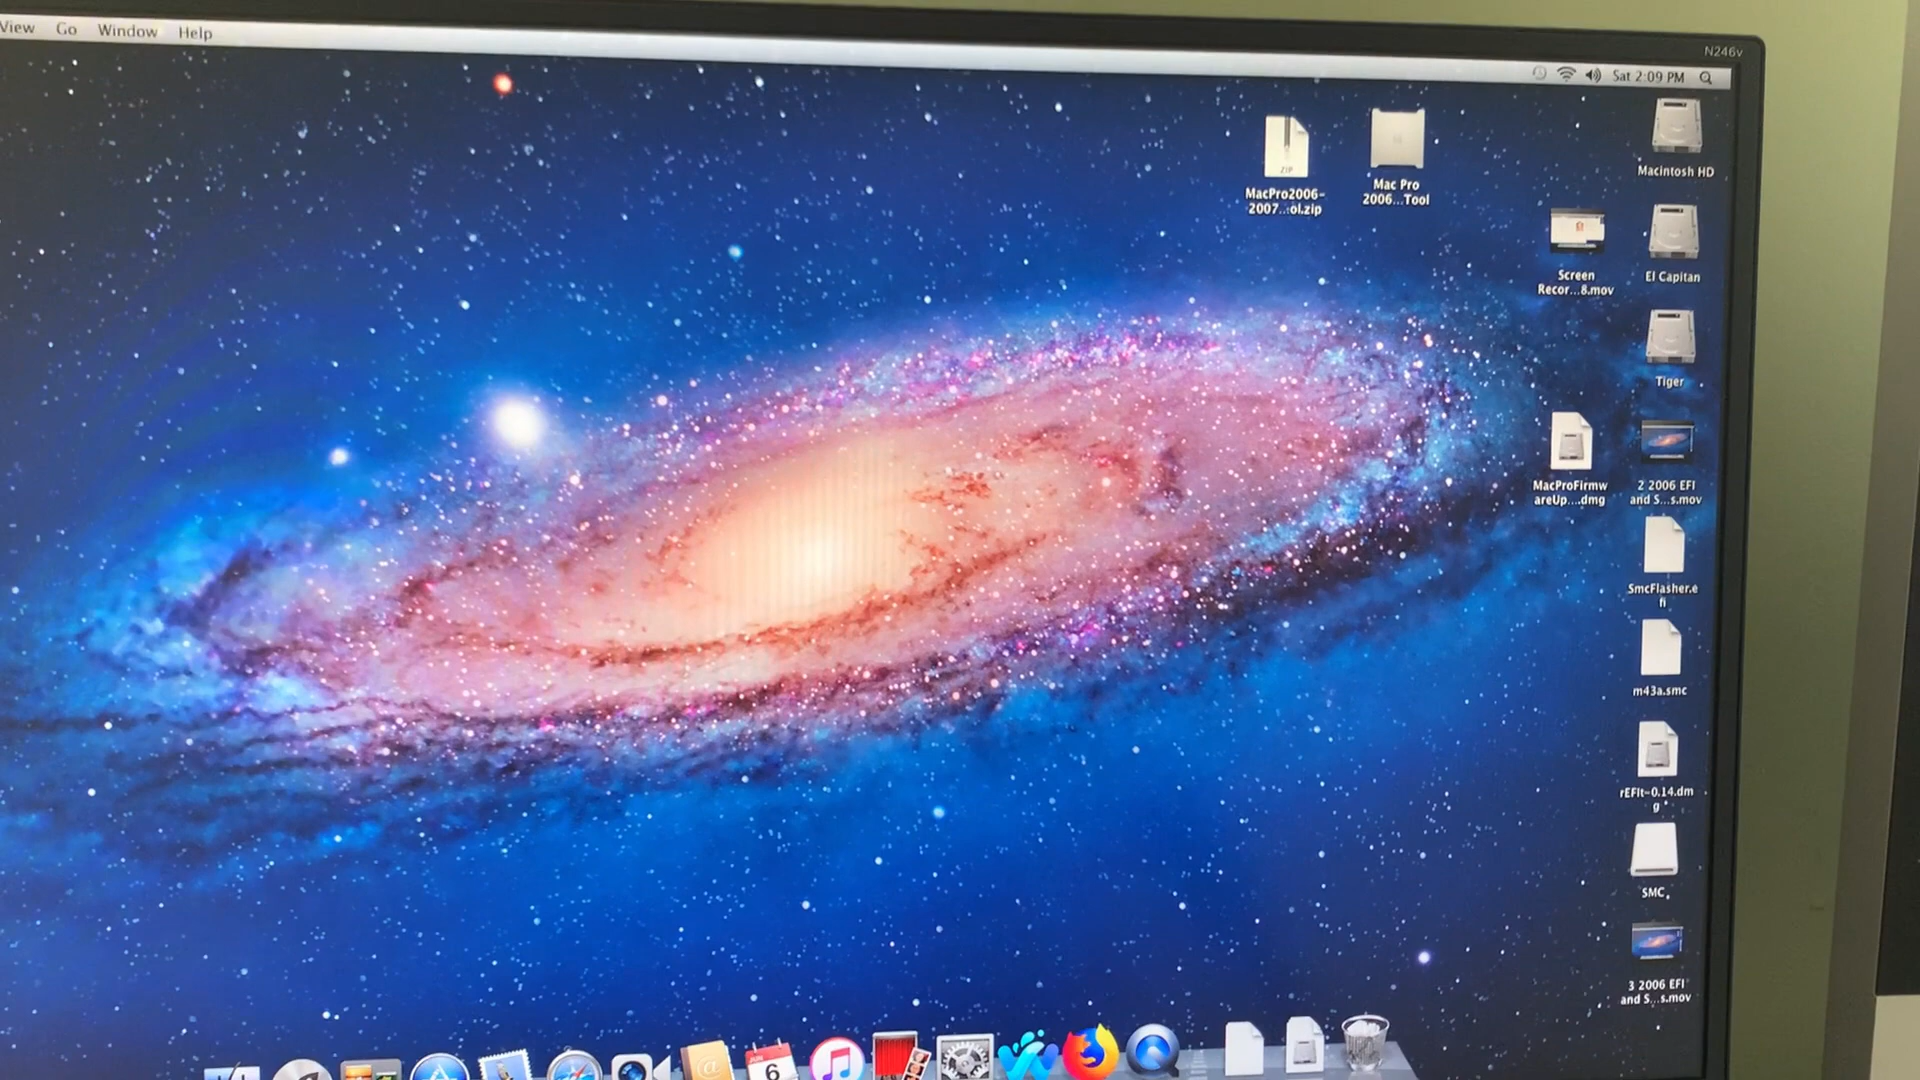 View Go Window Help
N246v
Sat 2:09 PM
Macintosh HD
ZIP
MacPro2006-
2007...ol.zip
Mac Pro
2006...Tool
Screen
Recor...8.mov
El Capitan
Tiger
MacProFirmw
areUp....dmg
2 2006 EFI
and S...s.mov
SmcFlasher.e
fi
m43a.smc
rEFIt-0.14.dm
g
SMC
3 2006 EFI
and S...s.mov
6